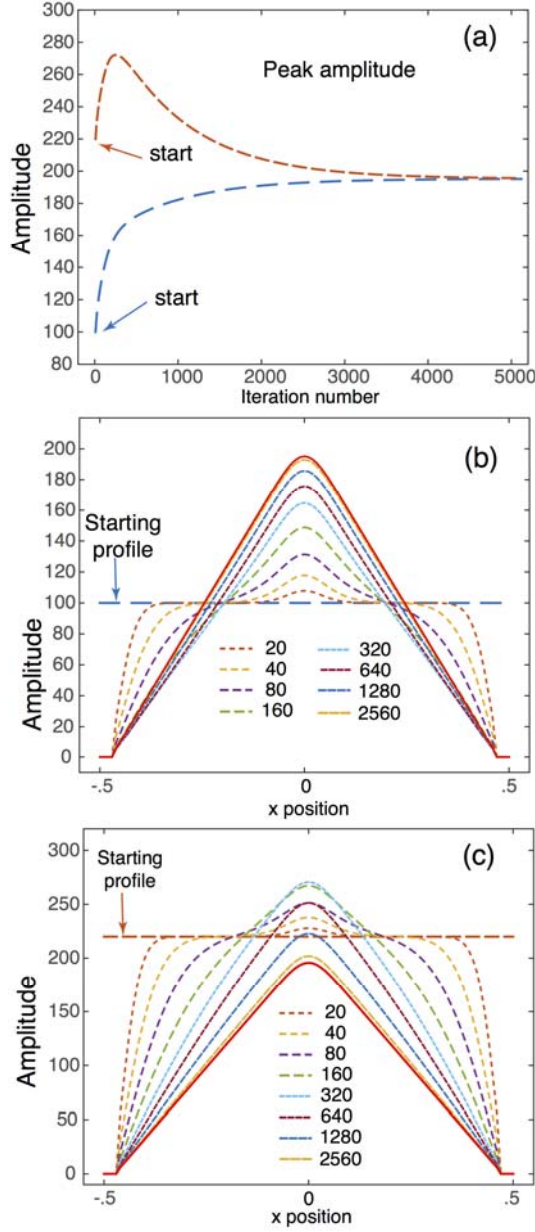 (a)
Peak amplitude
300
280
260
240
220
200
180
160
140
120
100
80
Amplitude
start
start
0 1000 2000 3000 4000 5000
Iteration number
(b)
200
180
160
140
120
100
80
60
40
20
0
Amplitude
Starting
profile
20 320
40 640
80 1280
160 2560
-.5 0 .5
x position
(c)
300
250
200
150
100
50
0
Amplitude
Starting
profile
20
40
80
160
320
640
1280
2560
-.5 0 .5
x position